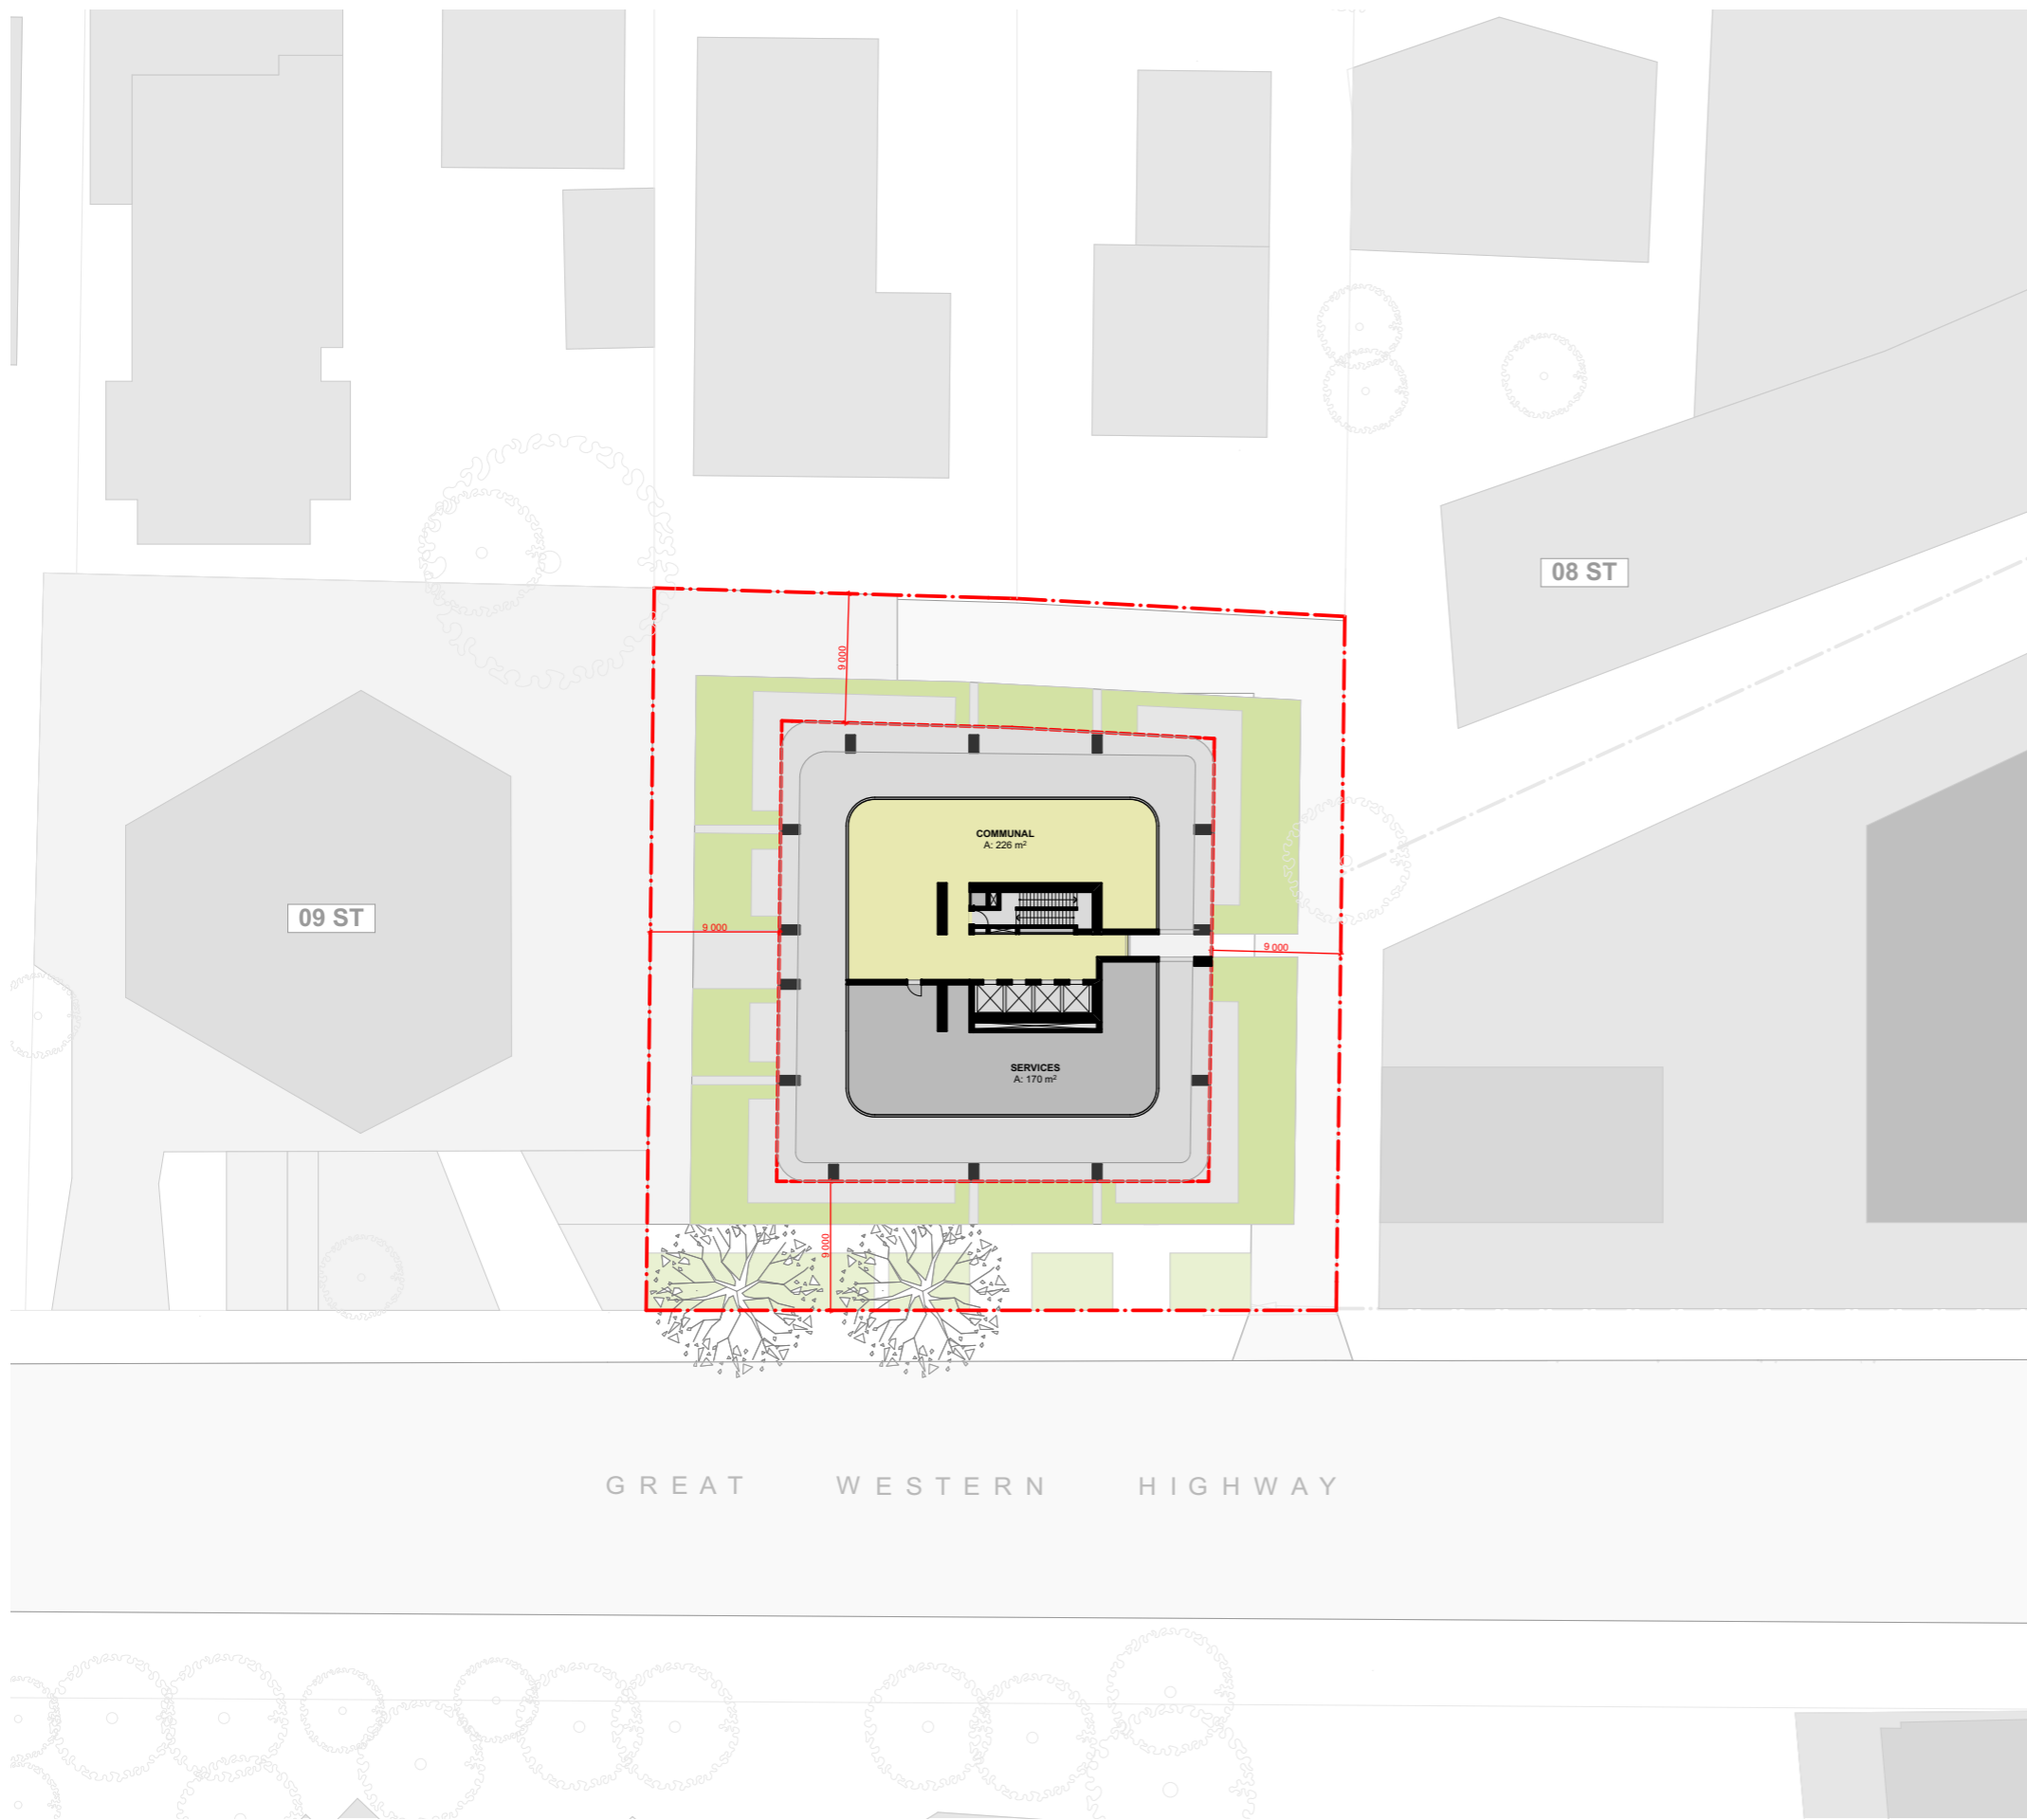 08 ST
9 000
COMMUNAL
A: 226 m²
09 ST
9 000
9 000
SERVICES
A: 170 m²
9 000
GREAT WESTERN HIGHWAY